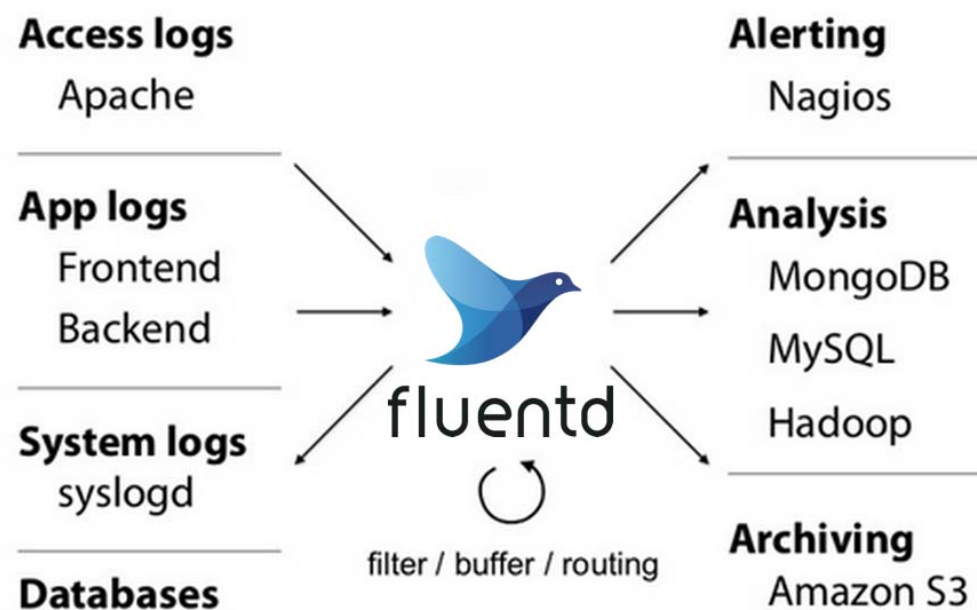 Access logs
Apache
App logs
Frontend
Backend
System logs
syslogd
Databases
fluentd
filter / buffer / routing
Alerting
Nagios
Analysis
MongoDB
MySQL
Hadoop
Archiving
Amazon S3